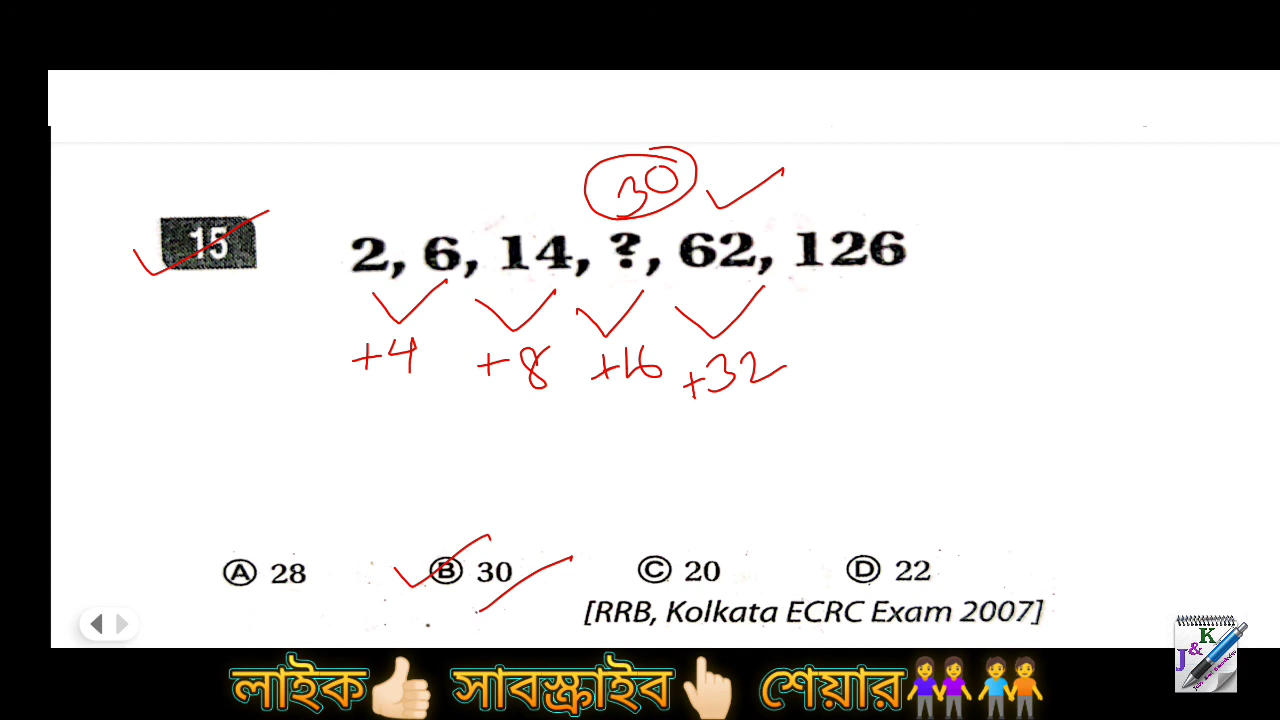 30
15 2, 6, 14, ?, 62, 126
+4 +8 +16 +32
Ⓐ 28 Ⓑ 30 Ⓒ 20 Ⓓ 22
[RRB, Kolkata ECRC Exam 2007]
J&K
লাইক সাবস্ক্রাইব শেয়ার